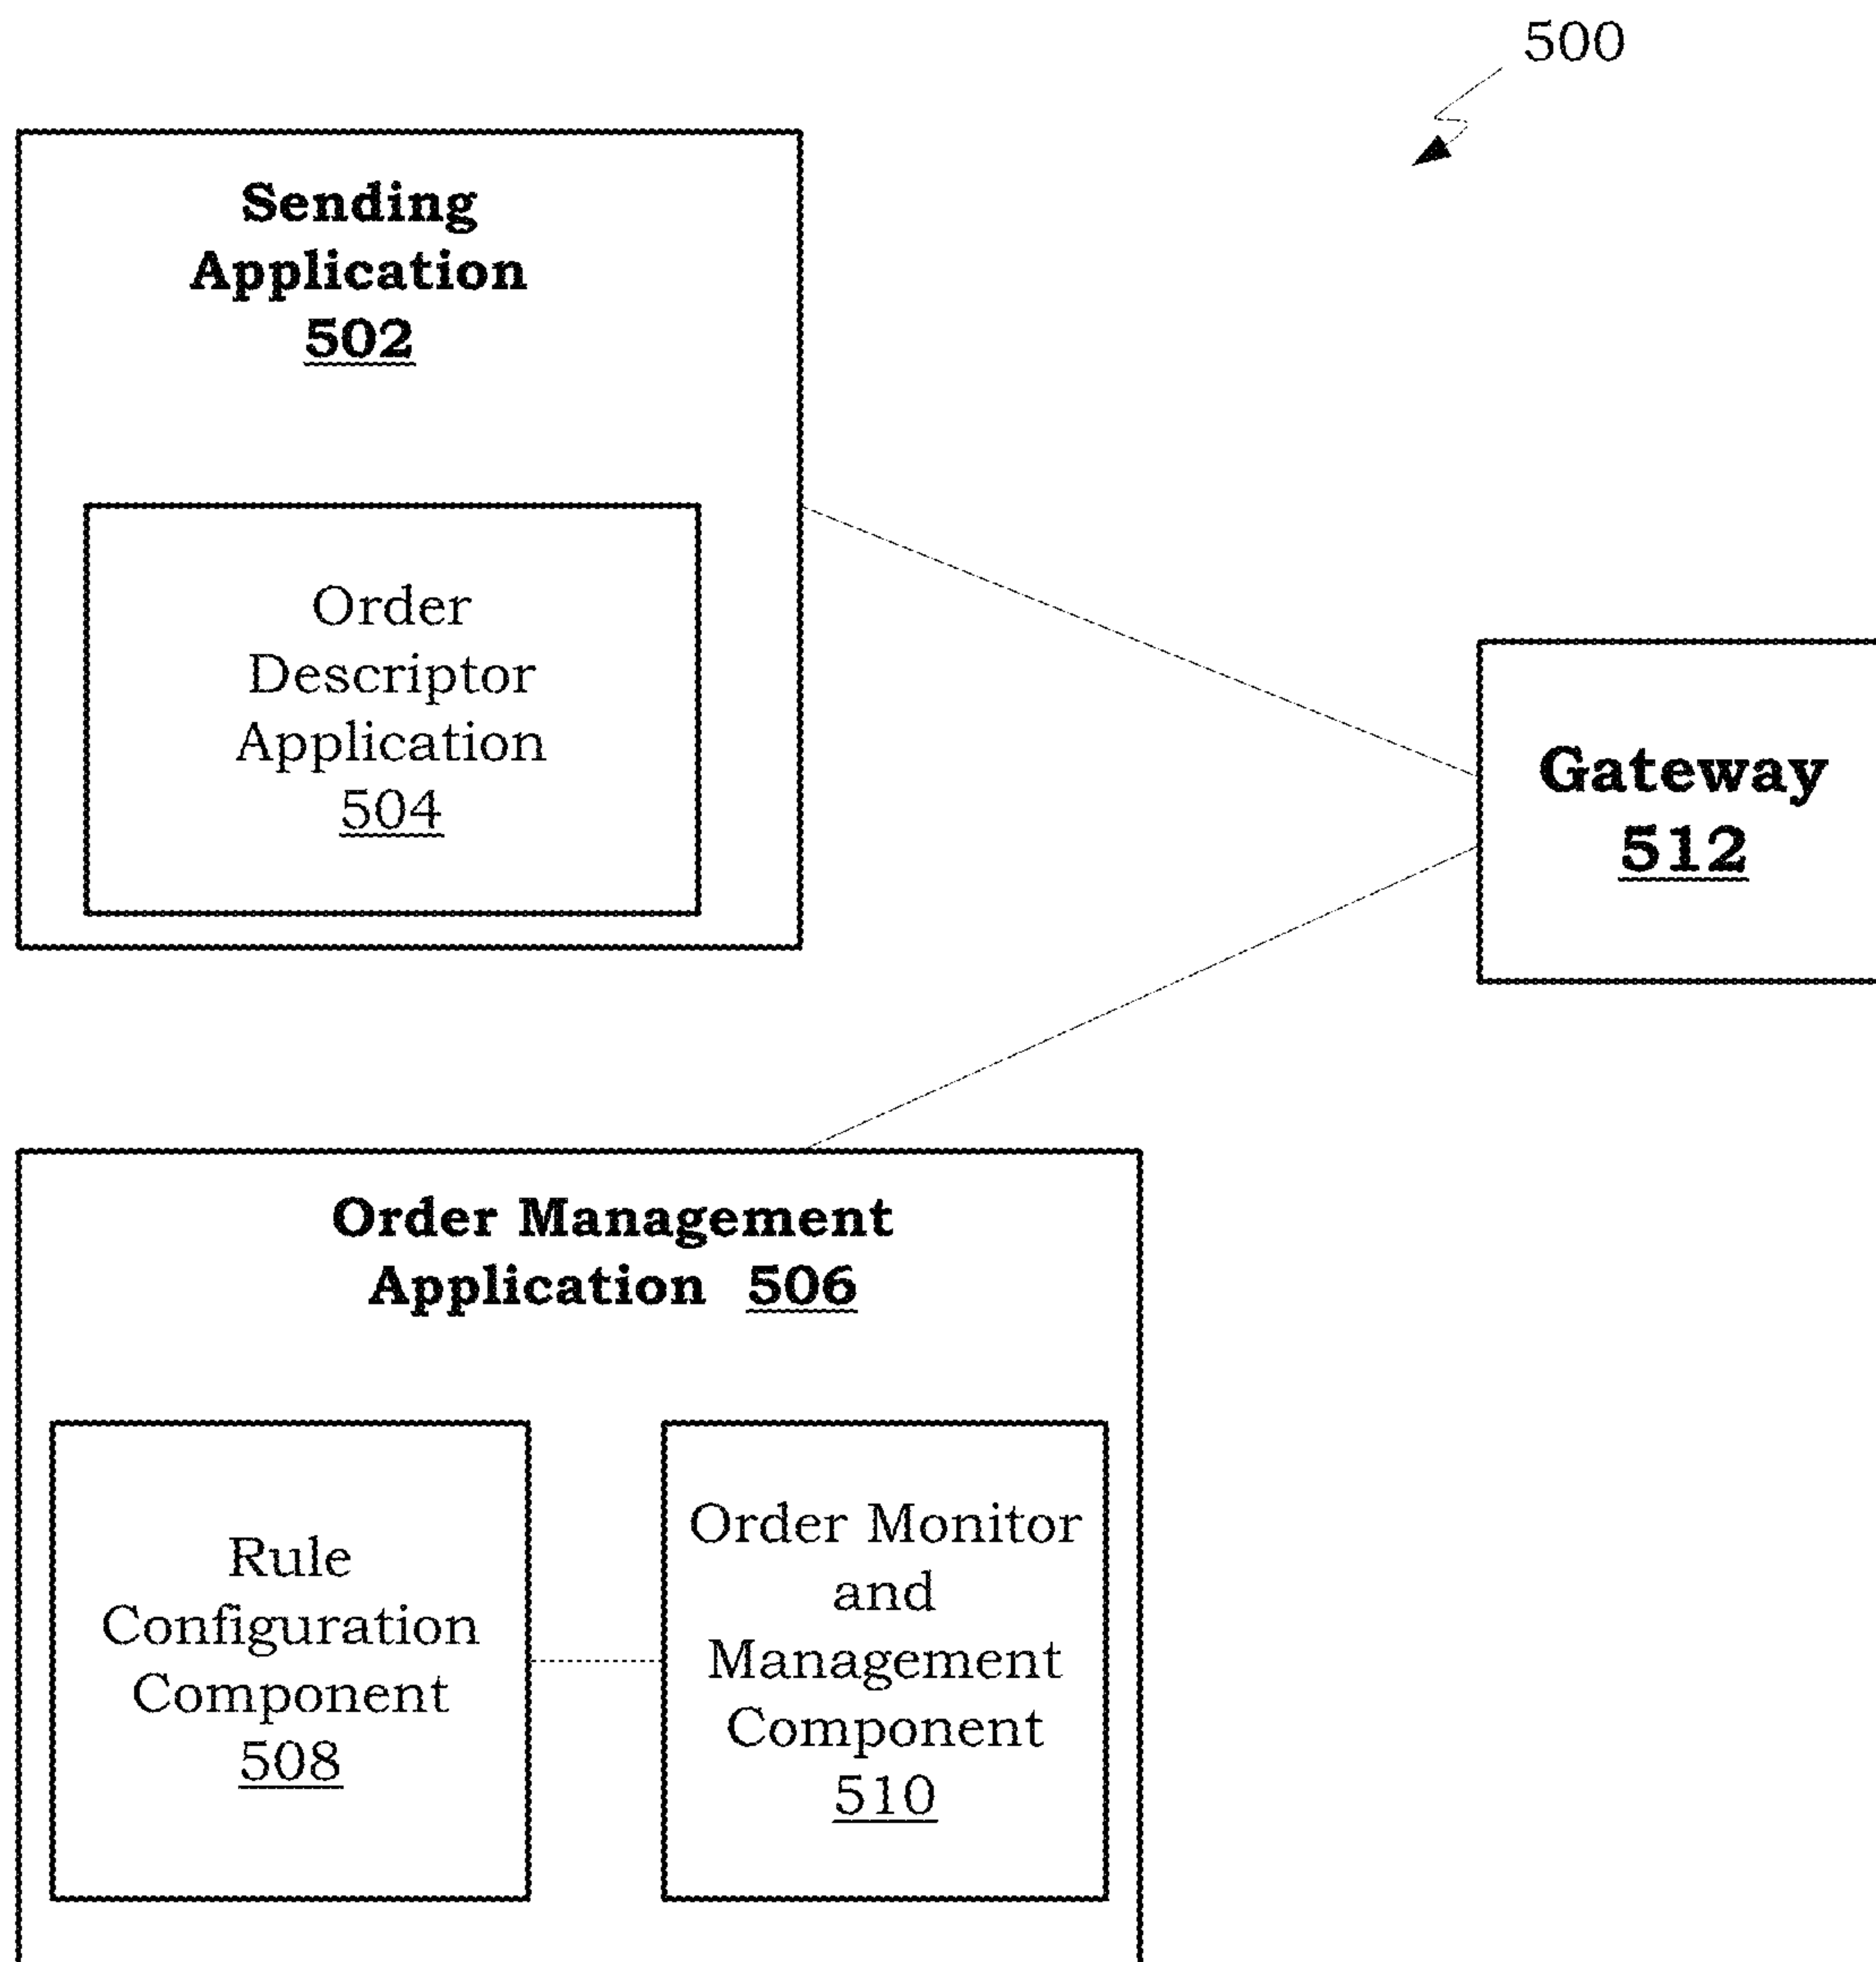 500
Sending
Application
502
Order
Descriptor
Application
504
Gateway
512
Order Management
Application 506
Rule
Configuration
Component
508
Order Monitor
and
Management
Component
510